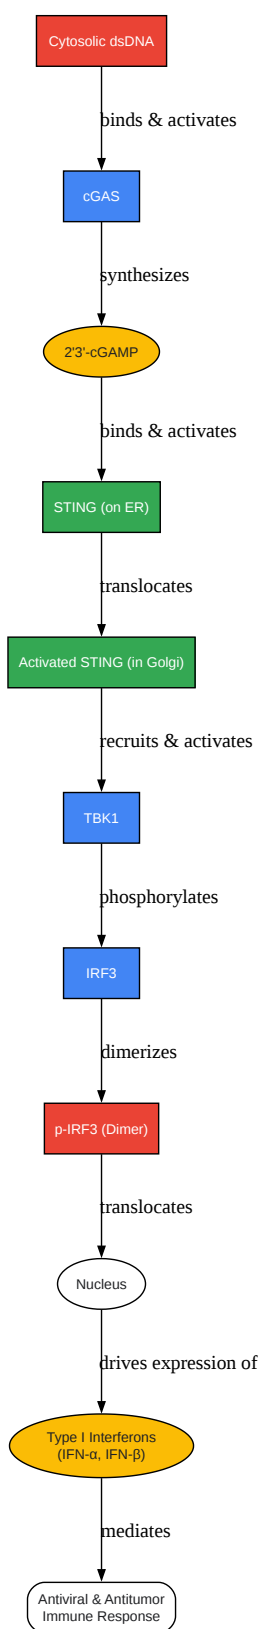 Cytosolic dsDNA
binds & activates
cGAS
synthesizes
2'3'-cGAMP
binds & activates
STING (on ER)
translocates
Activated STING (in Golgi)
recruits & activates
TBK1
phosphorylates
IRF3
dimerizes
p-IRF3 (Dimer)
translocates
Nucleus
drives expression of
Type I Interferons
(IFN-α, IFN-β)
mediates
Antiviral & Antitumor
Immune Response